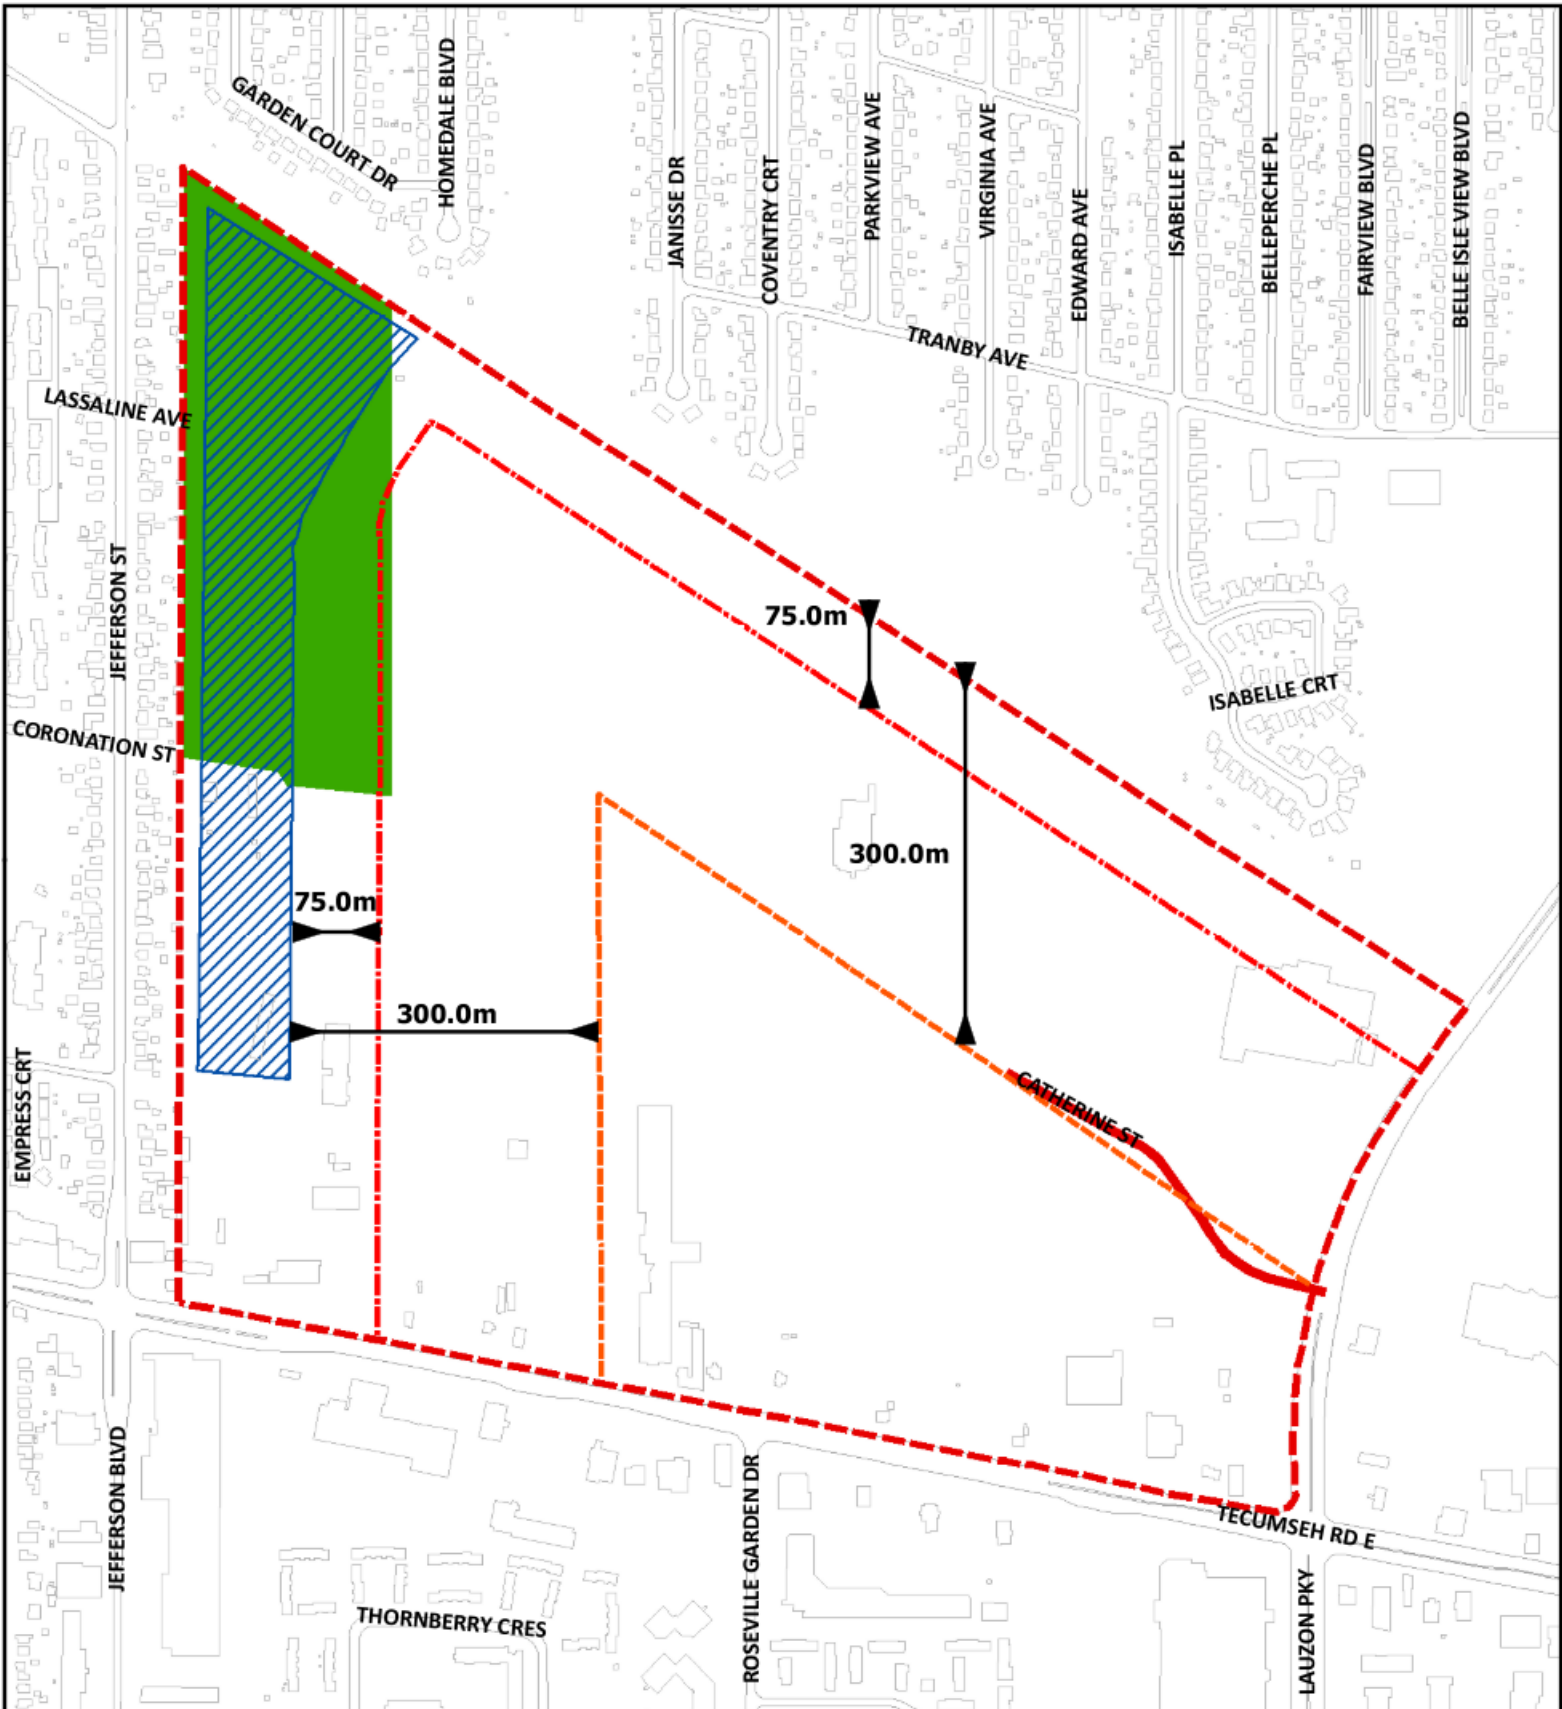 GARDEN COURT DR
HOMEDALE BLVD
JANISSE DR
COVENTRY CRT
PARKVIEW AVE
VIRGINIA AVE
EDWARD AVE
ISABELLE PL
BELLEPERCHE PL
FAIRVIEW BLVD
BELLE ISLE VIEW BLVD
TRANBY AVE
LASSALINE AVE
JEFFERSON ST
75.0m
ISABELLE CRT
CORONATION ST
300.0m
75.0m
300.0m
EMPRESS CRT
CATHERINE ST
JEFFERSON BLVD
ROSEVILLE GARDEN DR
TECUMSEH RD E
THORNBERRY CRES
LAUZON PKY